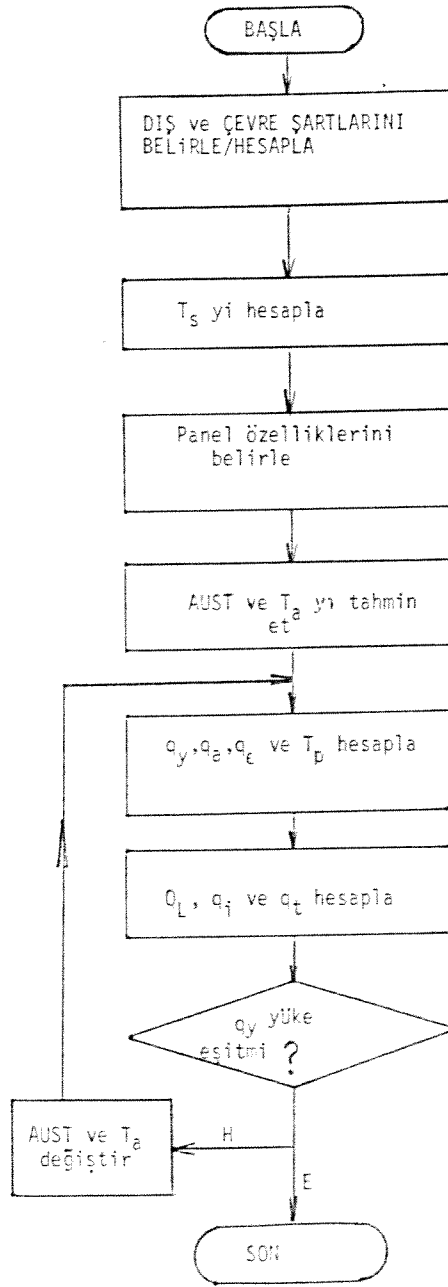 BAŞLA
DIŞ ve ÇEVRE ŞARTLARINI
BELİRLE/HESAPLA
T_s yi hesapla
Panel özelliklerini
belirle
AUST ve T_a yı tahmin
et
q_y, q_a, q_ε ve T_p hesapla
Q_L, q_i ve q_t hesapla
q_y yüke
eşitmi ?
AUST ve T_a
değiştir
H
E
SON